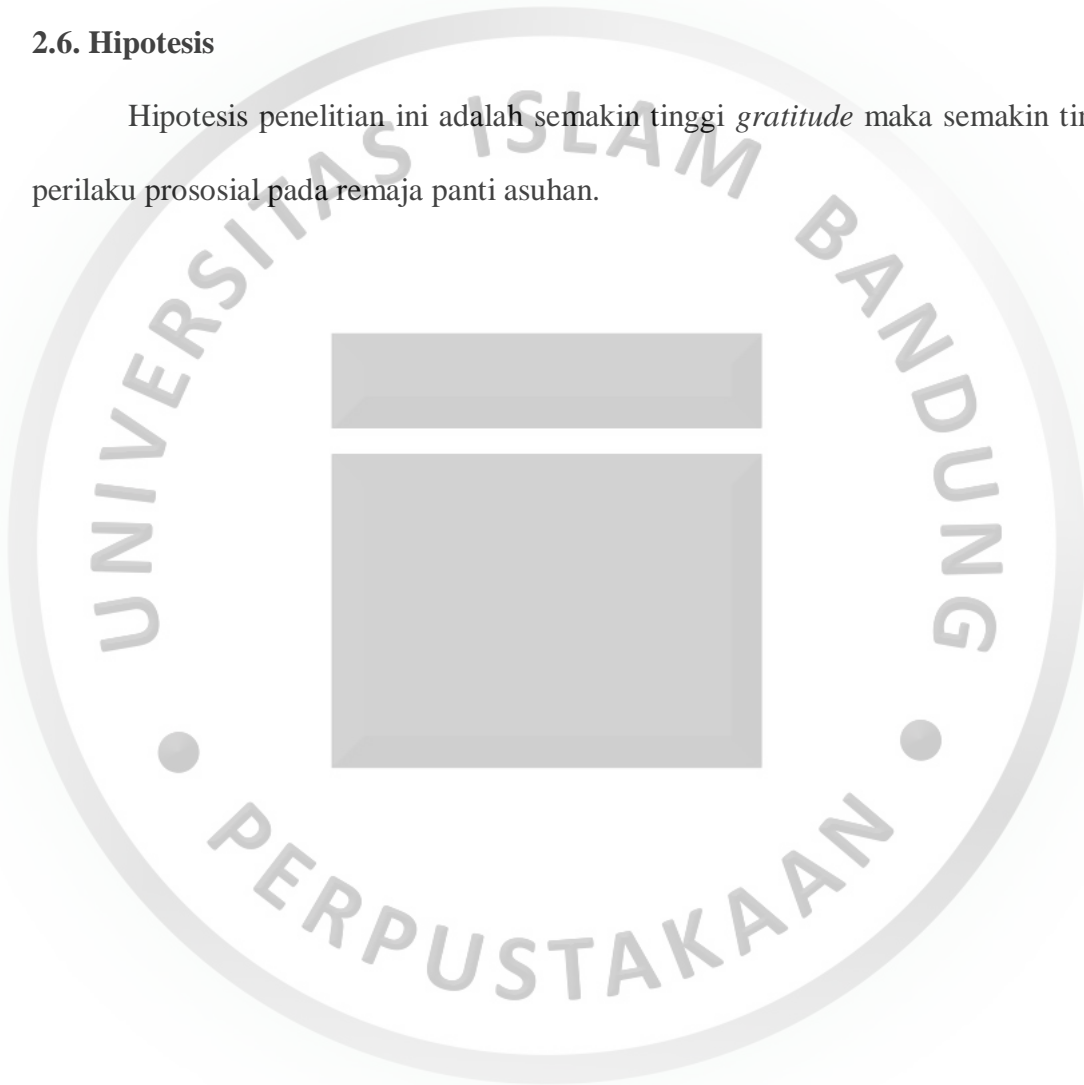 2.6. Hipotesis
Hipotesis penelitian ini adalah semakin tinggi gratitude maka semakin
perilaku prososial pada remaja panti asuhan.
UNIVERSITAS ISLAM BANDUNG
PERPUSTAKAAN